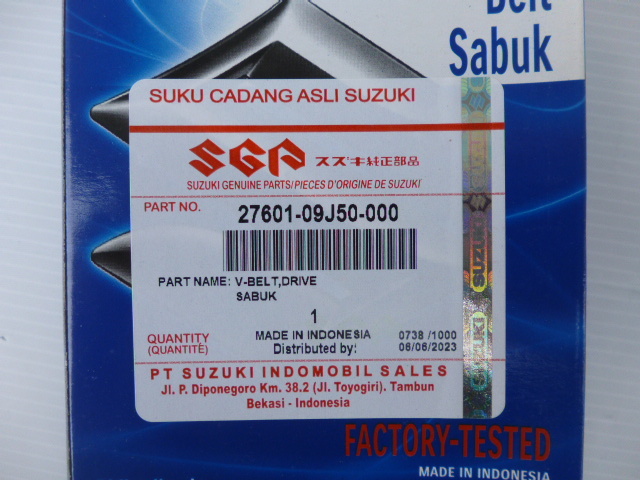 Belt
Sabuk
SUKU CADANG ASLI SUZUKI
SGP スズキ純正部品
SUZUKI GENUINE PARTS/PIECES D'ORIGINE DE SUZUKI
PART NO. 27601-09J50-000
PART NAME: V-BELT,DRIVE
SABUK
1
QUANTITY
(QUANTITÉ)
MADE IN INDONESIA 0738 /1000
Distributed by: 06/06/2023
PT SUZUKI INDOMOBIL SALES
Jl. P. Diponegoro Km. 38.2 (Jl. Toyogiri). Tambun
Bekasi - Indonesia
SUZUKI
SUZUKI
FACTORY-TESTED
MADE IN INDONESIA